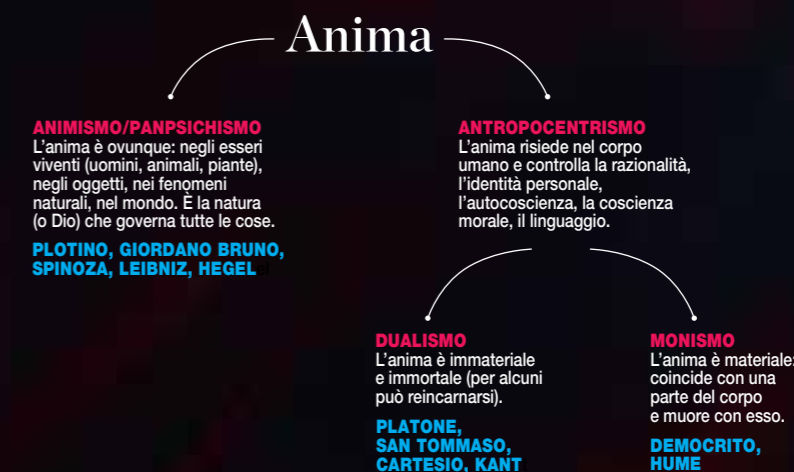 Anima
ANIMISMO/PANPSICHISMO
L'anima è ovunque: negli esseri
viventi (uomini, animali, piante),
negli oggetti, nei fenomeni
naturali, nel mondo. È la natura
(o Dio) che governa tutte le cose.
PLOTINO, GIORDANO BRUNO,
SPINOZA, LEIBNIZ, HEGEL
ANTROPOCENTRISMO
L'anima risiede nel corpo
umano e controlla la razionalità,
l'identità personale,
l'autocoscienza, la coscienza
morale, il linguaggio.
DUALISMO
L'anima è immateriale
e immortale (per alcuni
può reincarnarsi).
PLATONE,
SAN TOMMASO,
CARTESIO, KANT
MONISMO
L'anima è materiale:
coincide con una
parte del corpo
e muore con esso.
DEMOCRITO,
HUME